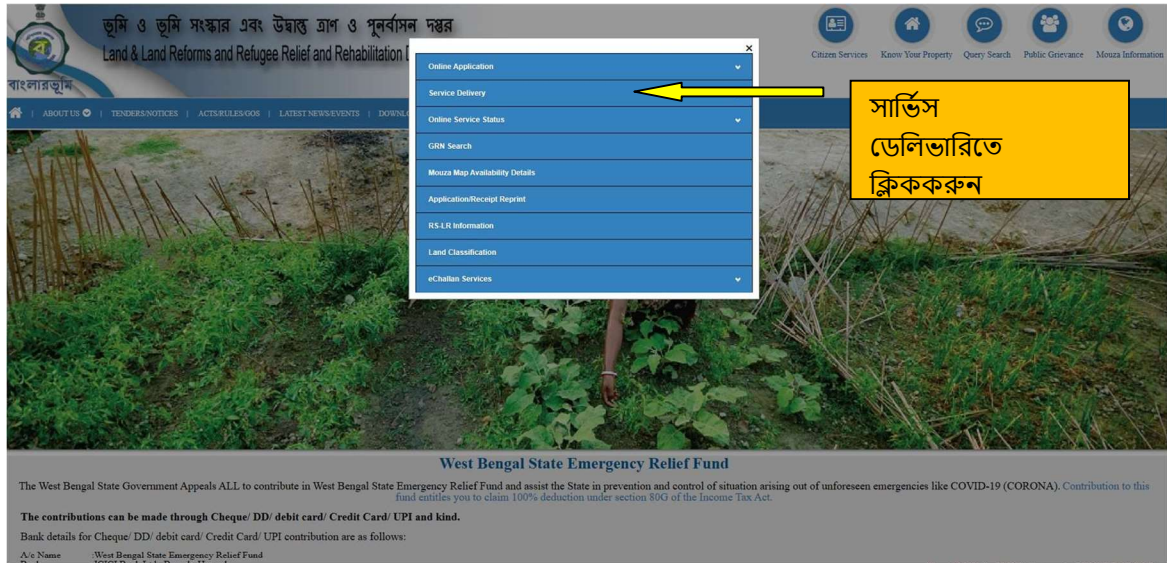 ভূমি ও ভূমি সংস্কার এবং উদ্বাস্তু ত্রাণ ও পুনর্বাসন দপ্তর
Land & Land Reforms and Refugee Relief and Rehabilitation
বাংলারভূমি
Citizen Services
Know Your Property
Query Search
Public Grievance
Mouza Information
| ABOUT US | TENDERS/NOTICES | ACTS/RULES/GOS | LATEST NEWS/EVENTS |
×
Online Application
Service Delivery
Online Service Status
GRN Search
Mouza Map Availability Details
Application/Receipt Reprint
RS-LR Information
Land Classification
eChallan Services
সার্ভিস
ডেলিভারিতে
ক্লিককরুন
West Bengal State Emergency Relief Fund
The West Bengal State Government Appeals ALL to contribute in West Bengal State Emergency Relief Fund and assist the State in prevention and control of situation arising out of unforeseen emergencies like COVID-19 (CORONA). Contribution to this
fund entitles you to claim 100% deduction under section 80G of the Income Tax Act.
The contributions can be made through Cheque/ DD/ debit card/ Credit Card/ UPI and kind.
Bank details for Cheque/ DD/ debit card/ Credit Card/ UPI contribution are as follows:
A/c Name :West Bengal State Emergency Relief Fund